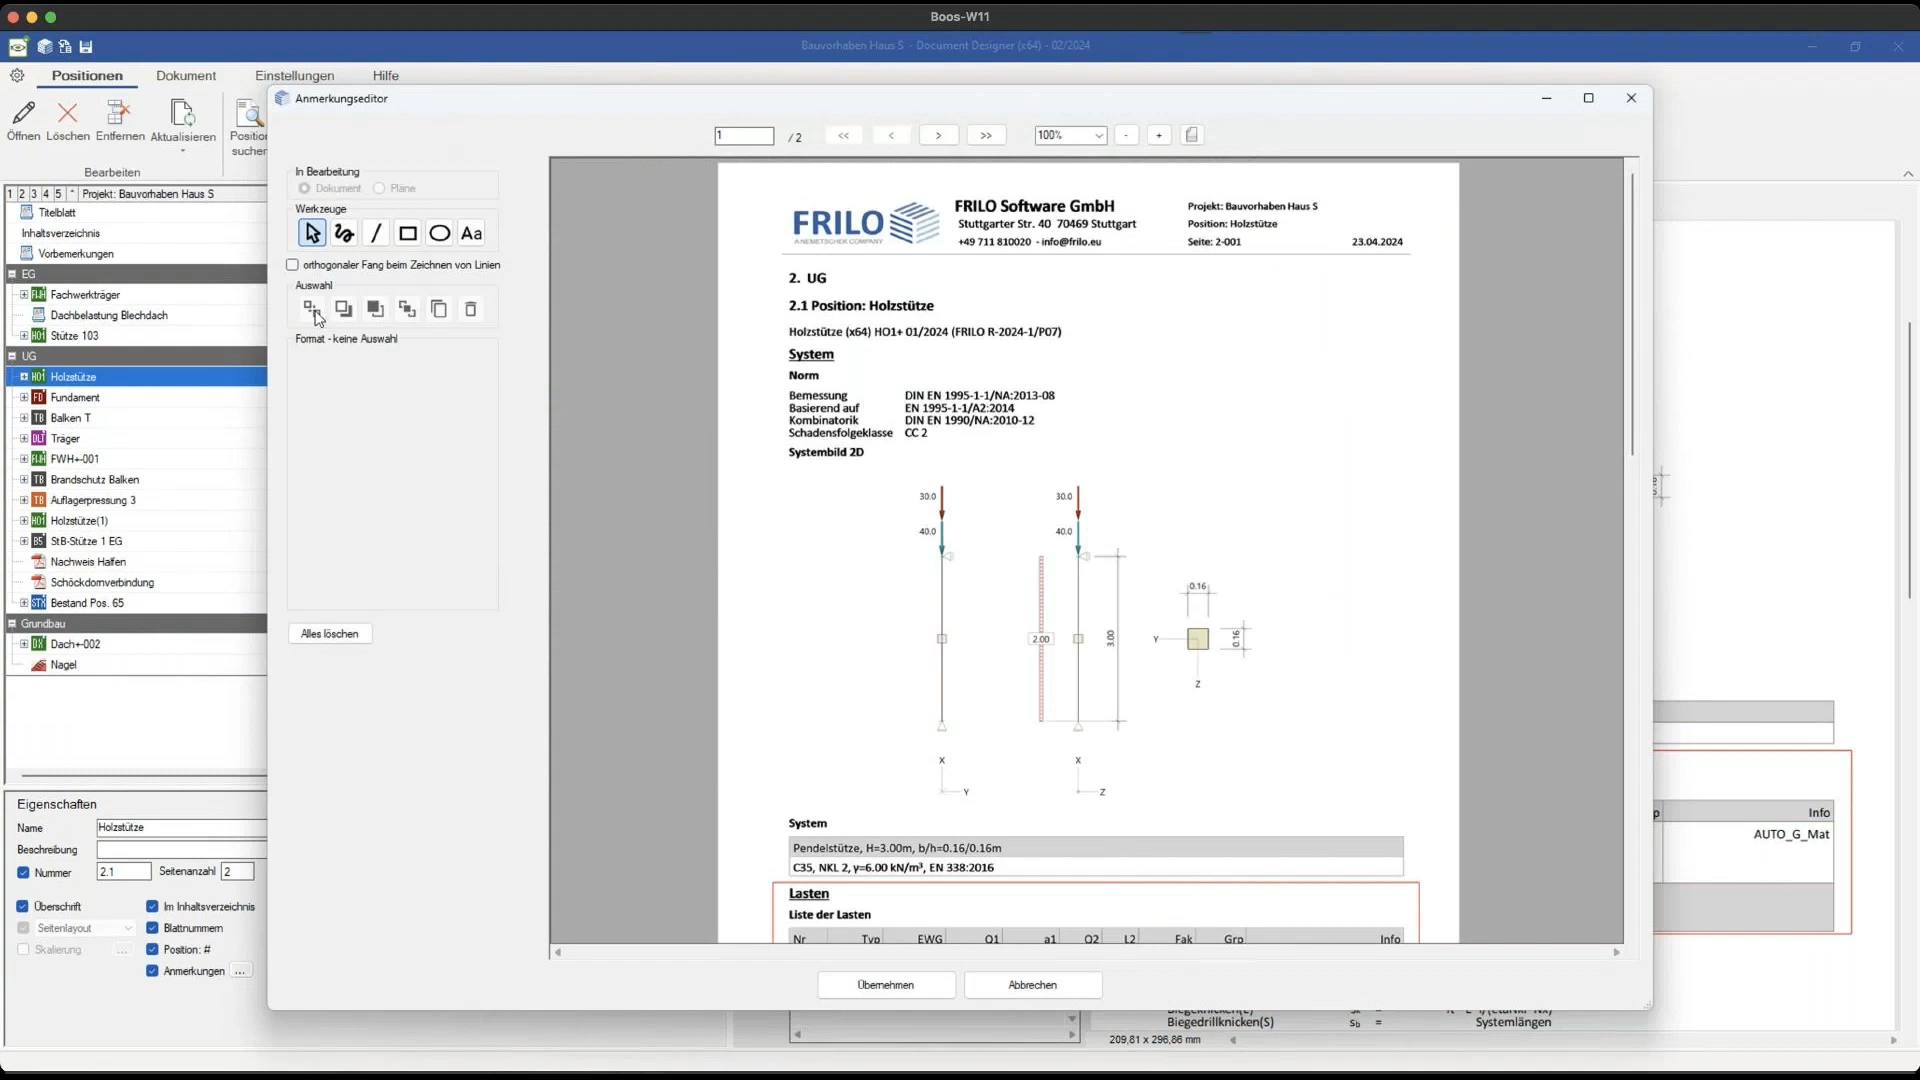 Boos-W11
Bauvorhaben Haus S - Document Designer (x64) - 02/2024
Positionen
Dokument
Einstellungen
Hilfe
Öffnen
Löschen
Entfernen
Aktualisieren
Position
suchen
Bearbeiten
1 2 3 4 5 * Projekt: Bauvorhaben Haus S
Titelblatt
Inhaltsverzeichnis
Vorbemerkungen
EG
Fachwerkträger
Dachbelastung Blechdach
Stütze 103
UG
Holzstütze
Fundament
Balken T
Träger
FWH+-001
Brandschutz Balken
Auflagerpressung 3
Holzstütze(1)
StB-Stütze 1 EG
Nachweis Halfen
Schöckdornverbindung
Bestand Pos. 65
Grundbau
Dach+-002
Nagel
Eigenschaften
Name Holzstütze
Beschreibung
Nummer 2.1 Seitenanzahl 2
Überschrift Im Inhaltsverzeichnis
Seitenlayout Blattnummern
Skalierung ... Position: #
Anmerkungen ...
Anmerkungseditor
1 / 2 << < > >> 100% - +
In Bearbeitung
Dokument Pläne
Werkzeuge
Aa
orthogonaler Fang beim Zeichnen von Linien
Auswahl
Format - keine Auswahl
Alles löschen
FRILO
A NEMETSCHEK COMPANY
FRILO Software GmbH
Stuttgarter Str. 40 70469 Stuttgart
+49 711 810020 - info@frilo.eu
Projekt: Bauvorhaben Haus S
Position: Holzstütze
Seite: 2-001 23.04.2024
2. UG
2.1 Position: Holzstütze
Holzstütze (x64) HO1+ 01/2024 (FRILO R-2024-1/P07)
System
Norm
Bemessung DIN EN 1995-1-1/NA:2013-08
Basierend auf EN 1995-1-1/A2:2014
Kombinatorik DIN EN 1990/NA:2010-12
Schadensfolgeklasse CC 2
Systembild 2D
30.0 30.0
40.0 40.0
0.16
2.00 3.00 Y 0.16
Z
X X
Y Z
System
Pendelstütze, H=3.00m, b/h=0.16/0.16m
C35, NKL 2, γ=6.00 kN/m³, EN 338:2016
Lasten
Liste der Lasten
Nr Typ EWG Q1 a1 Q2 L2 Fak Grp Info
Übernehmen
Abbrechen
p Info
AUTO_G_Mat
Biegedrillknicken(S) Sb = Systemlängen
209,81 x 296,86 mm